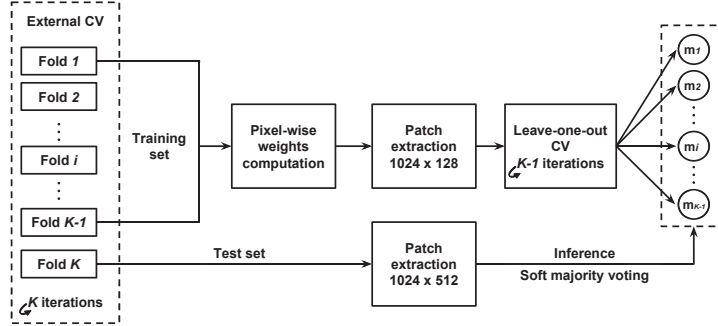 External CV
Fold 1
Fold 2
Fold i
Fold K-1
Fold K
K iterations
Training
set
Pixel-wise
weights
computation
Patch
extraction
1024 x 128
Leave-one-out
CV
K-1 iterations
m1
m2
mi
mK-1
Test set
Patch
extraction
1024 x 512
Inference
Soft majority voting